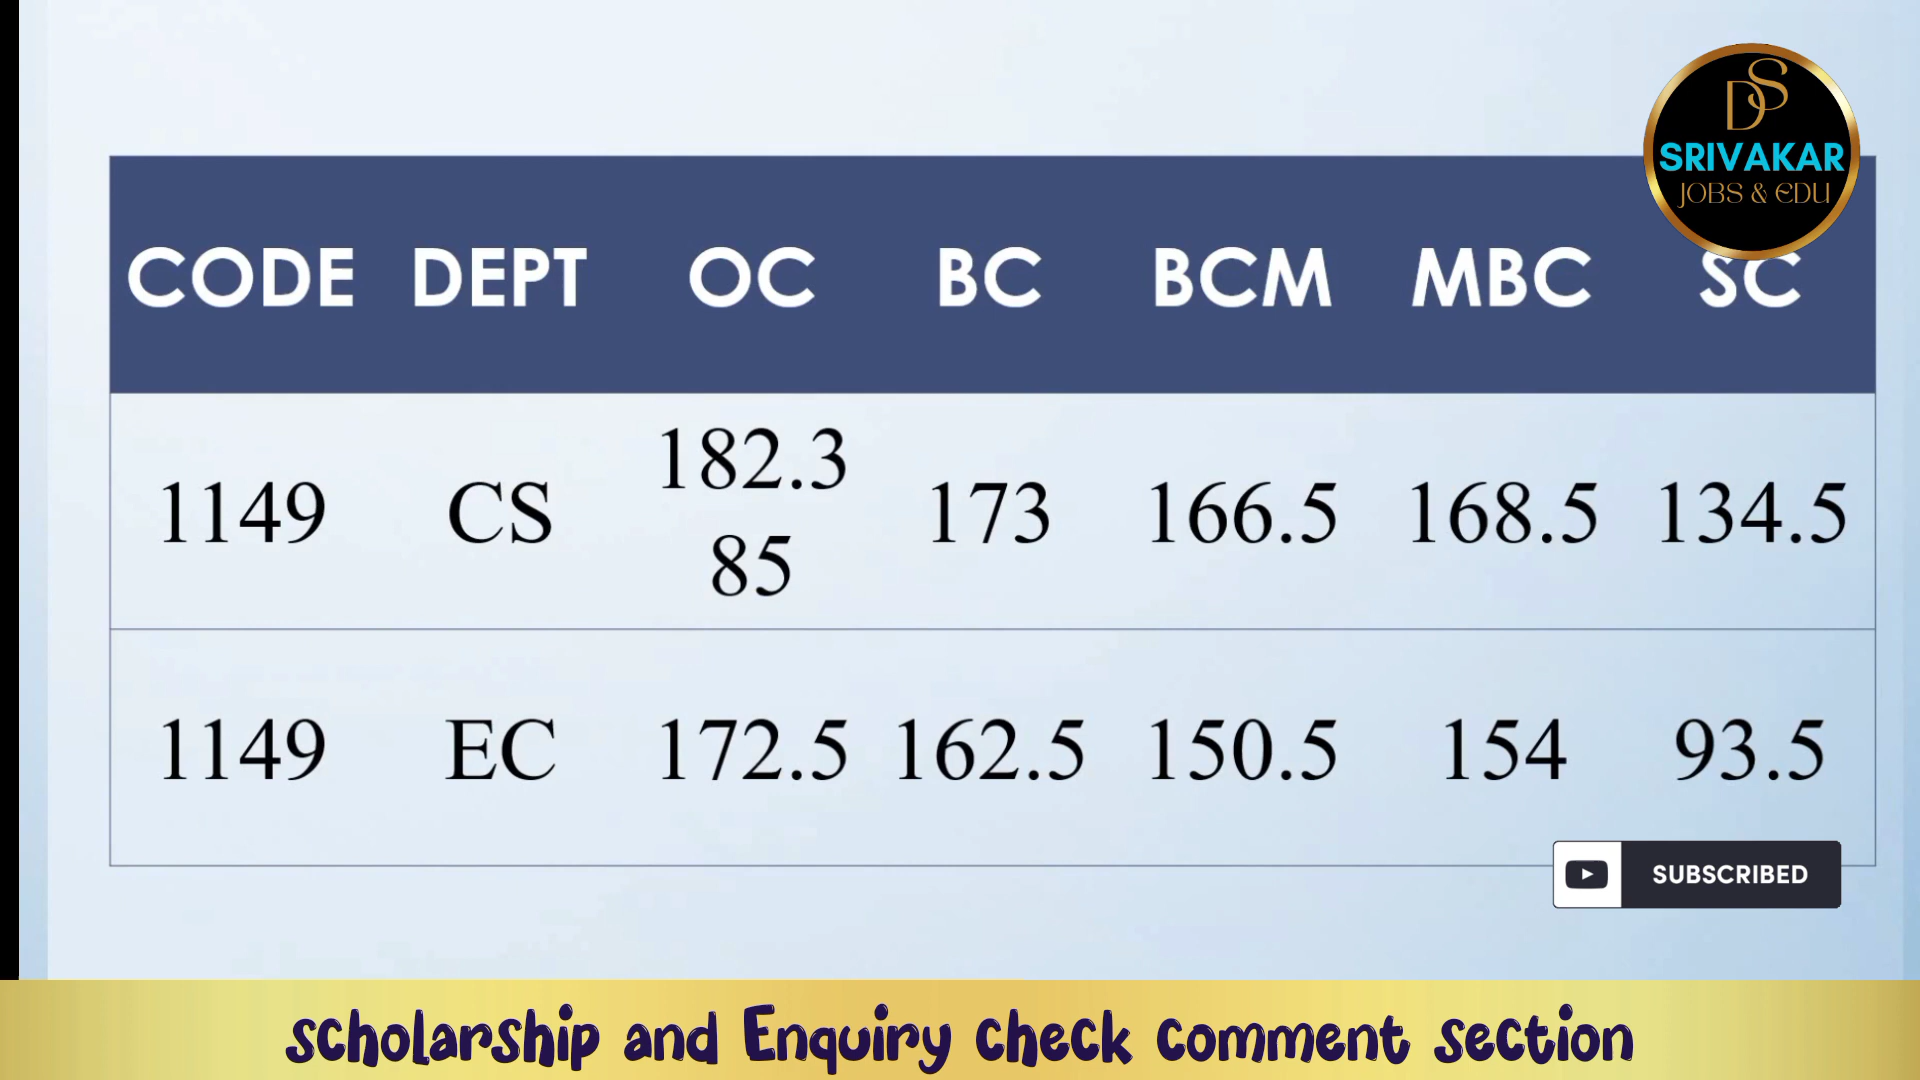 DS
SRIVAKAR
JOBS & EDU
CODE DEPT OC BC BCM MBC SC
1149 CS 182.385 173 166.5 168.5 134.5
1149 EC 172.5 162.5 150.5 154 93.5
SUBSCRIBED
scholarship and Enquiry check comment section